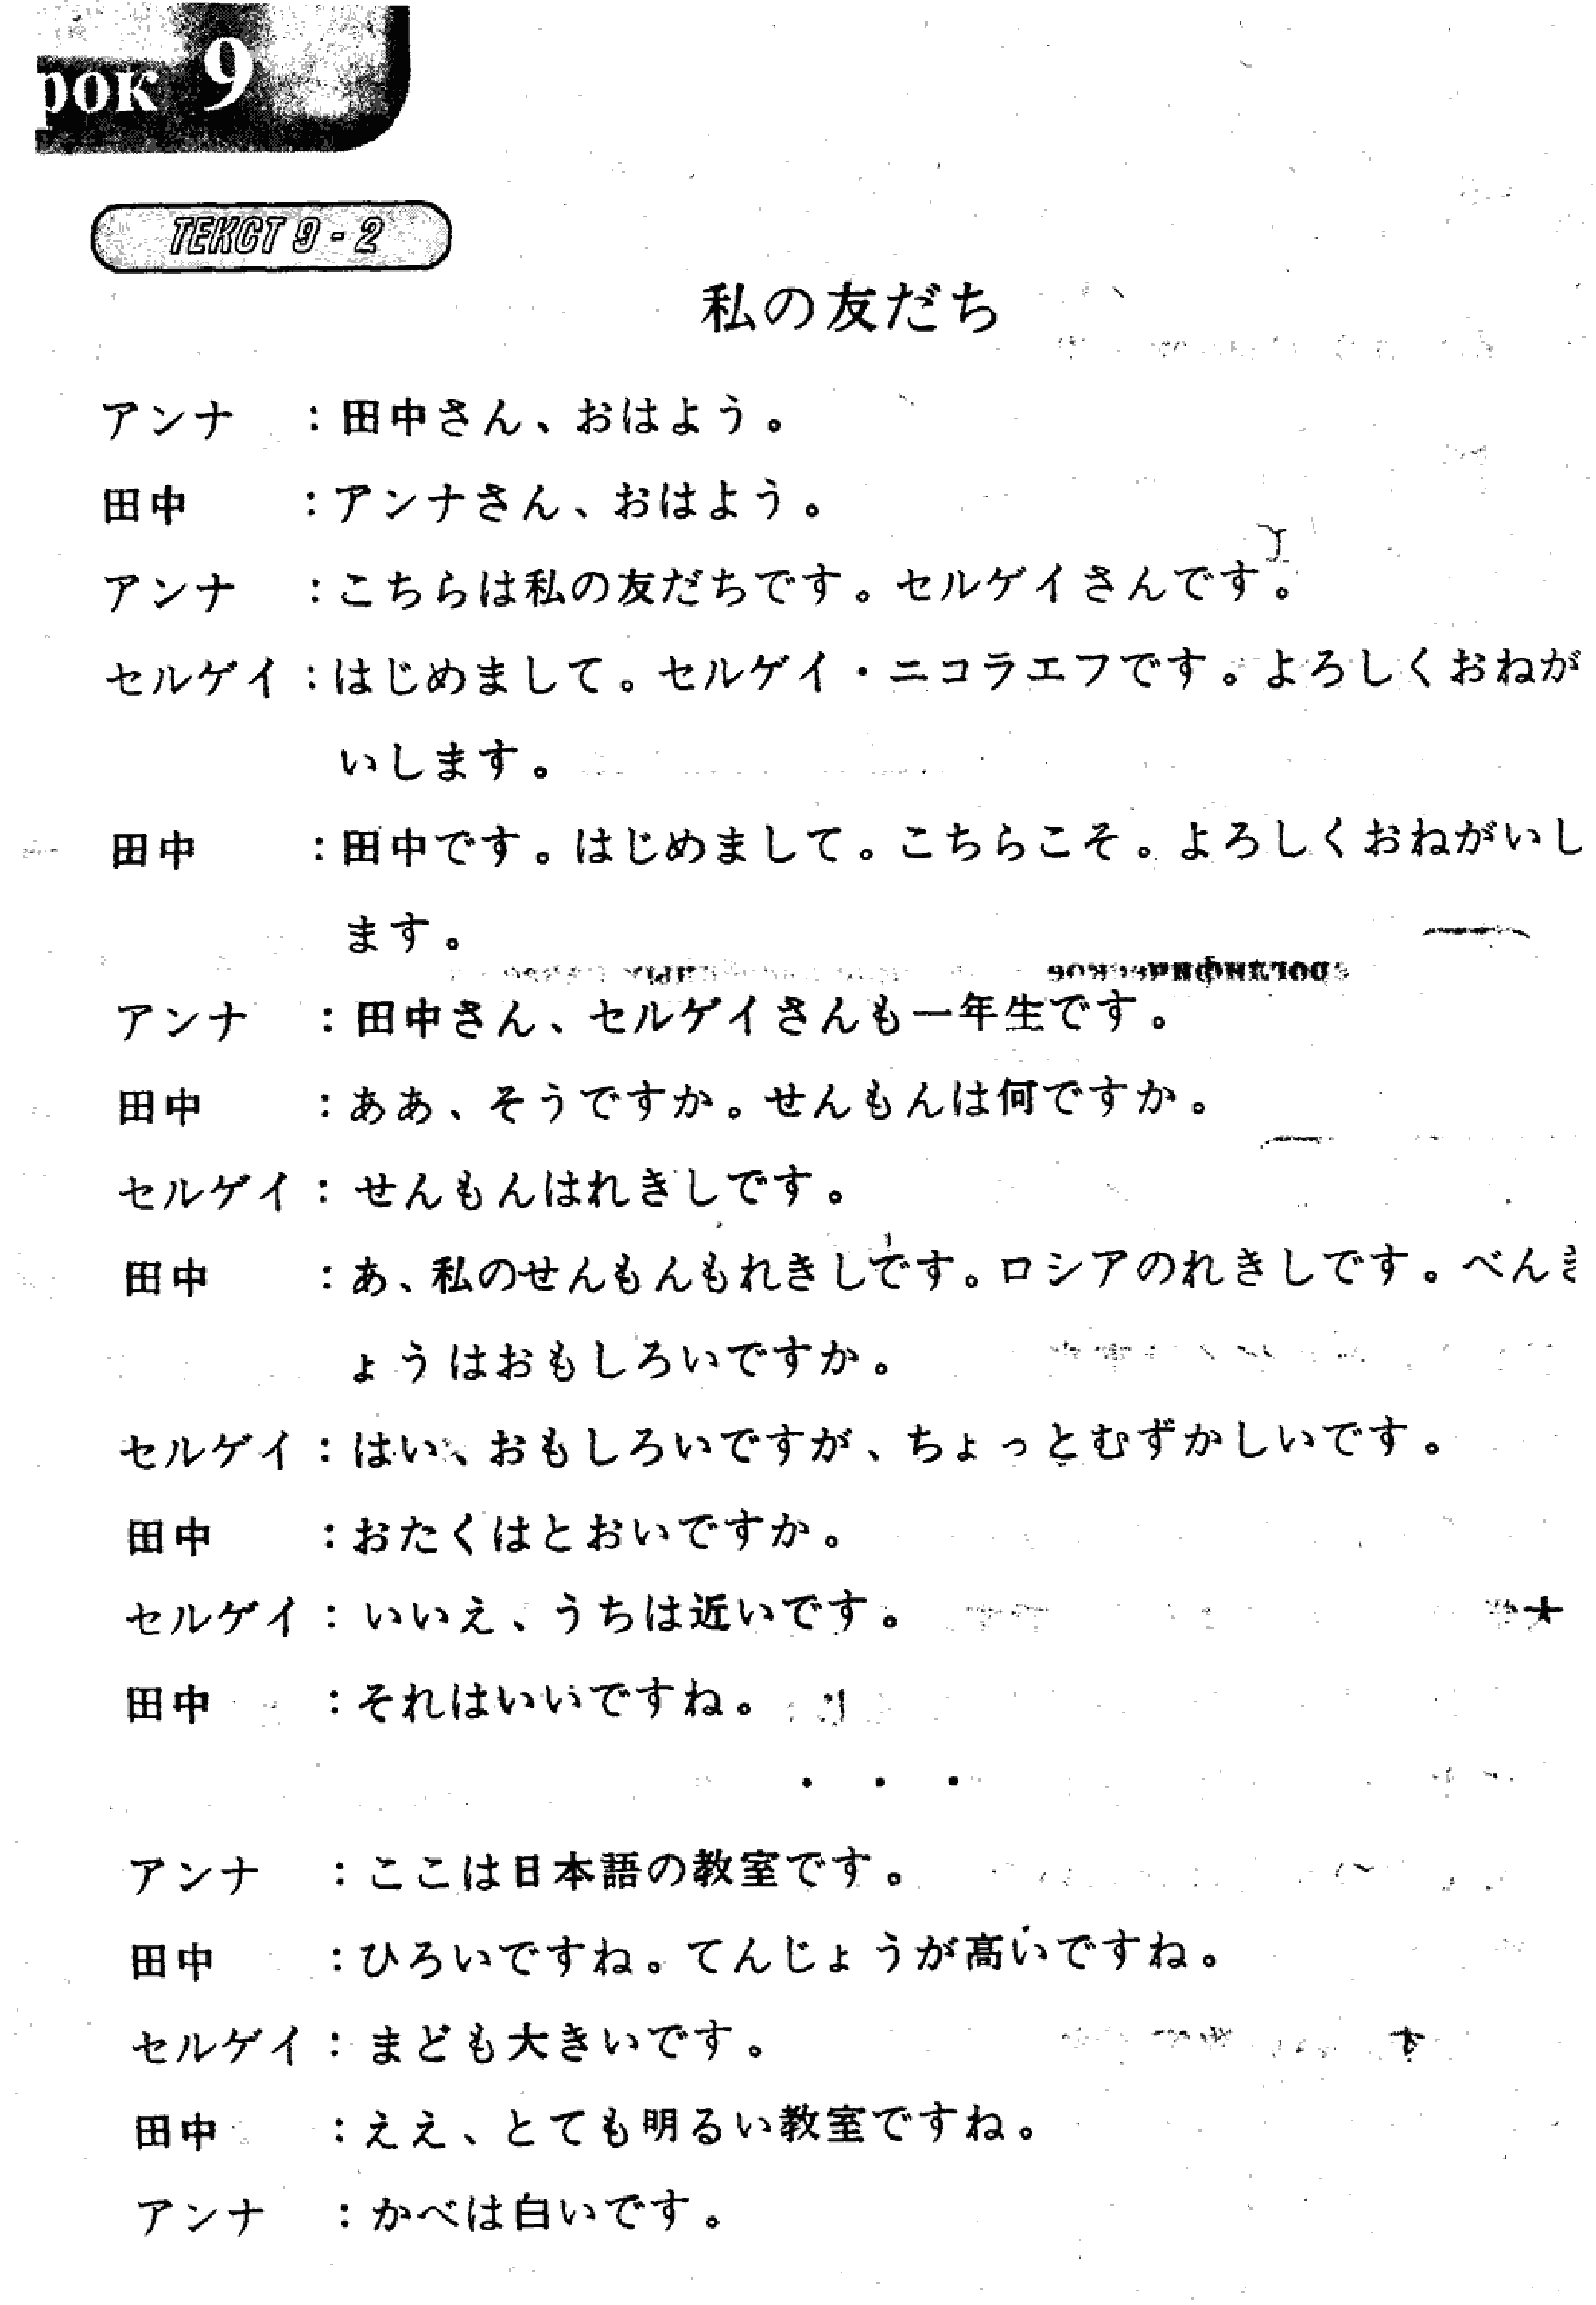 рок 9
ТЕКСТ 9 - 2
私の友だち
アンナ　：田中さん、おはよう。
田中　：アンナさん、おはよう。
アンナ　：こちらは私の友だちです。セルゲイさんです。
セルゲイ：はじめまして。セルゲイ・ニコラエフです。よろしくおねが
いします。
田中　：田中です。はじめまして。こちらこそ。よろしくおねがいし
ます。
アンナ　：田中さん、セルゲイさんも一年生です。
田中　：ああ、そうですか。せんもんは何ですか。
セルゲイ：せんもんはれきしです。
田中　：あ、私のせんもんもれきしです。ロシアのれきしです。べんき
ょうはおもしろいですか。
セルゲイ：はい、おもしろいですが、ちょっとむずかしいです。
田中　：おたくはとおいですか。
セルゲイ：いいえ、うちは近いです。
田中　：それはいいですね。
・・・
アンナ　：ここは日本語の教室です。
田中　：ひろいですね。てんじょうが高いですね。
セルゲイ：まども大きいです。
田中　：ええ、とても明るい教室ですね。
アンナ　：かべは白いです。